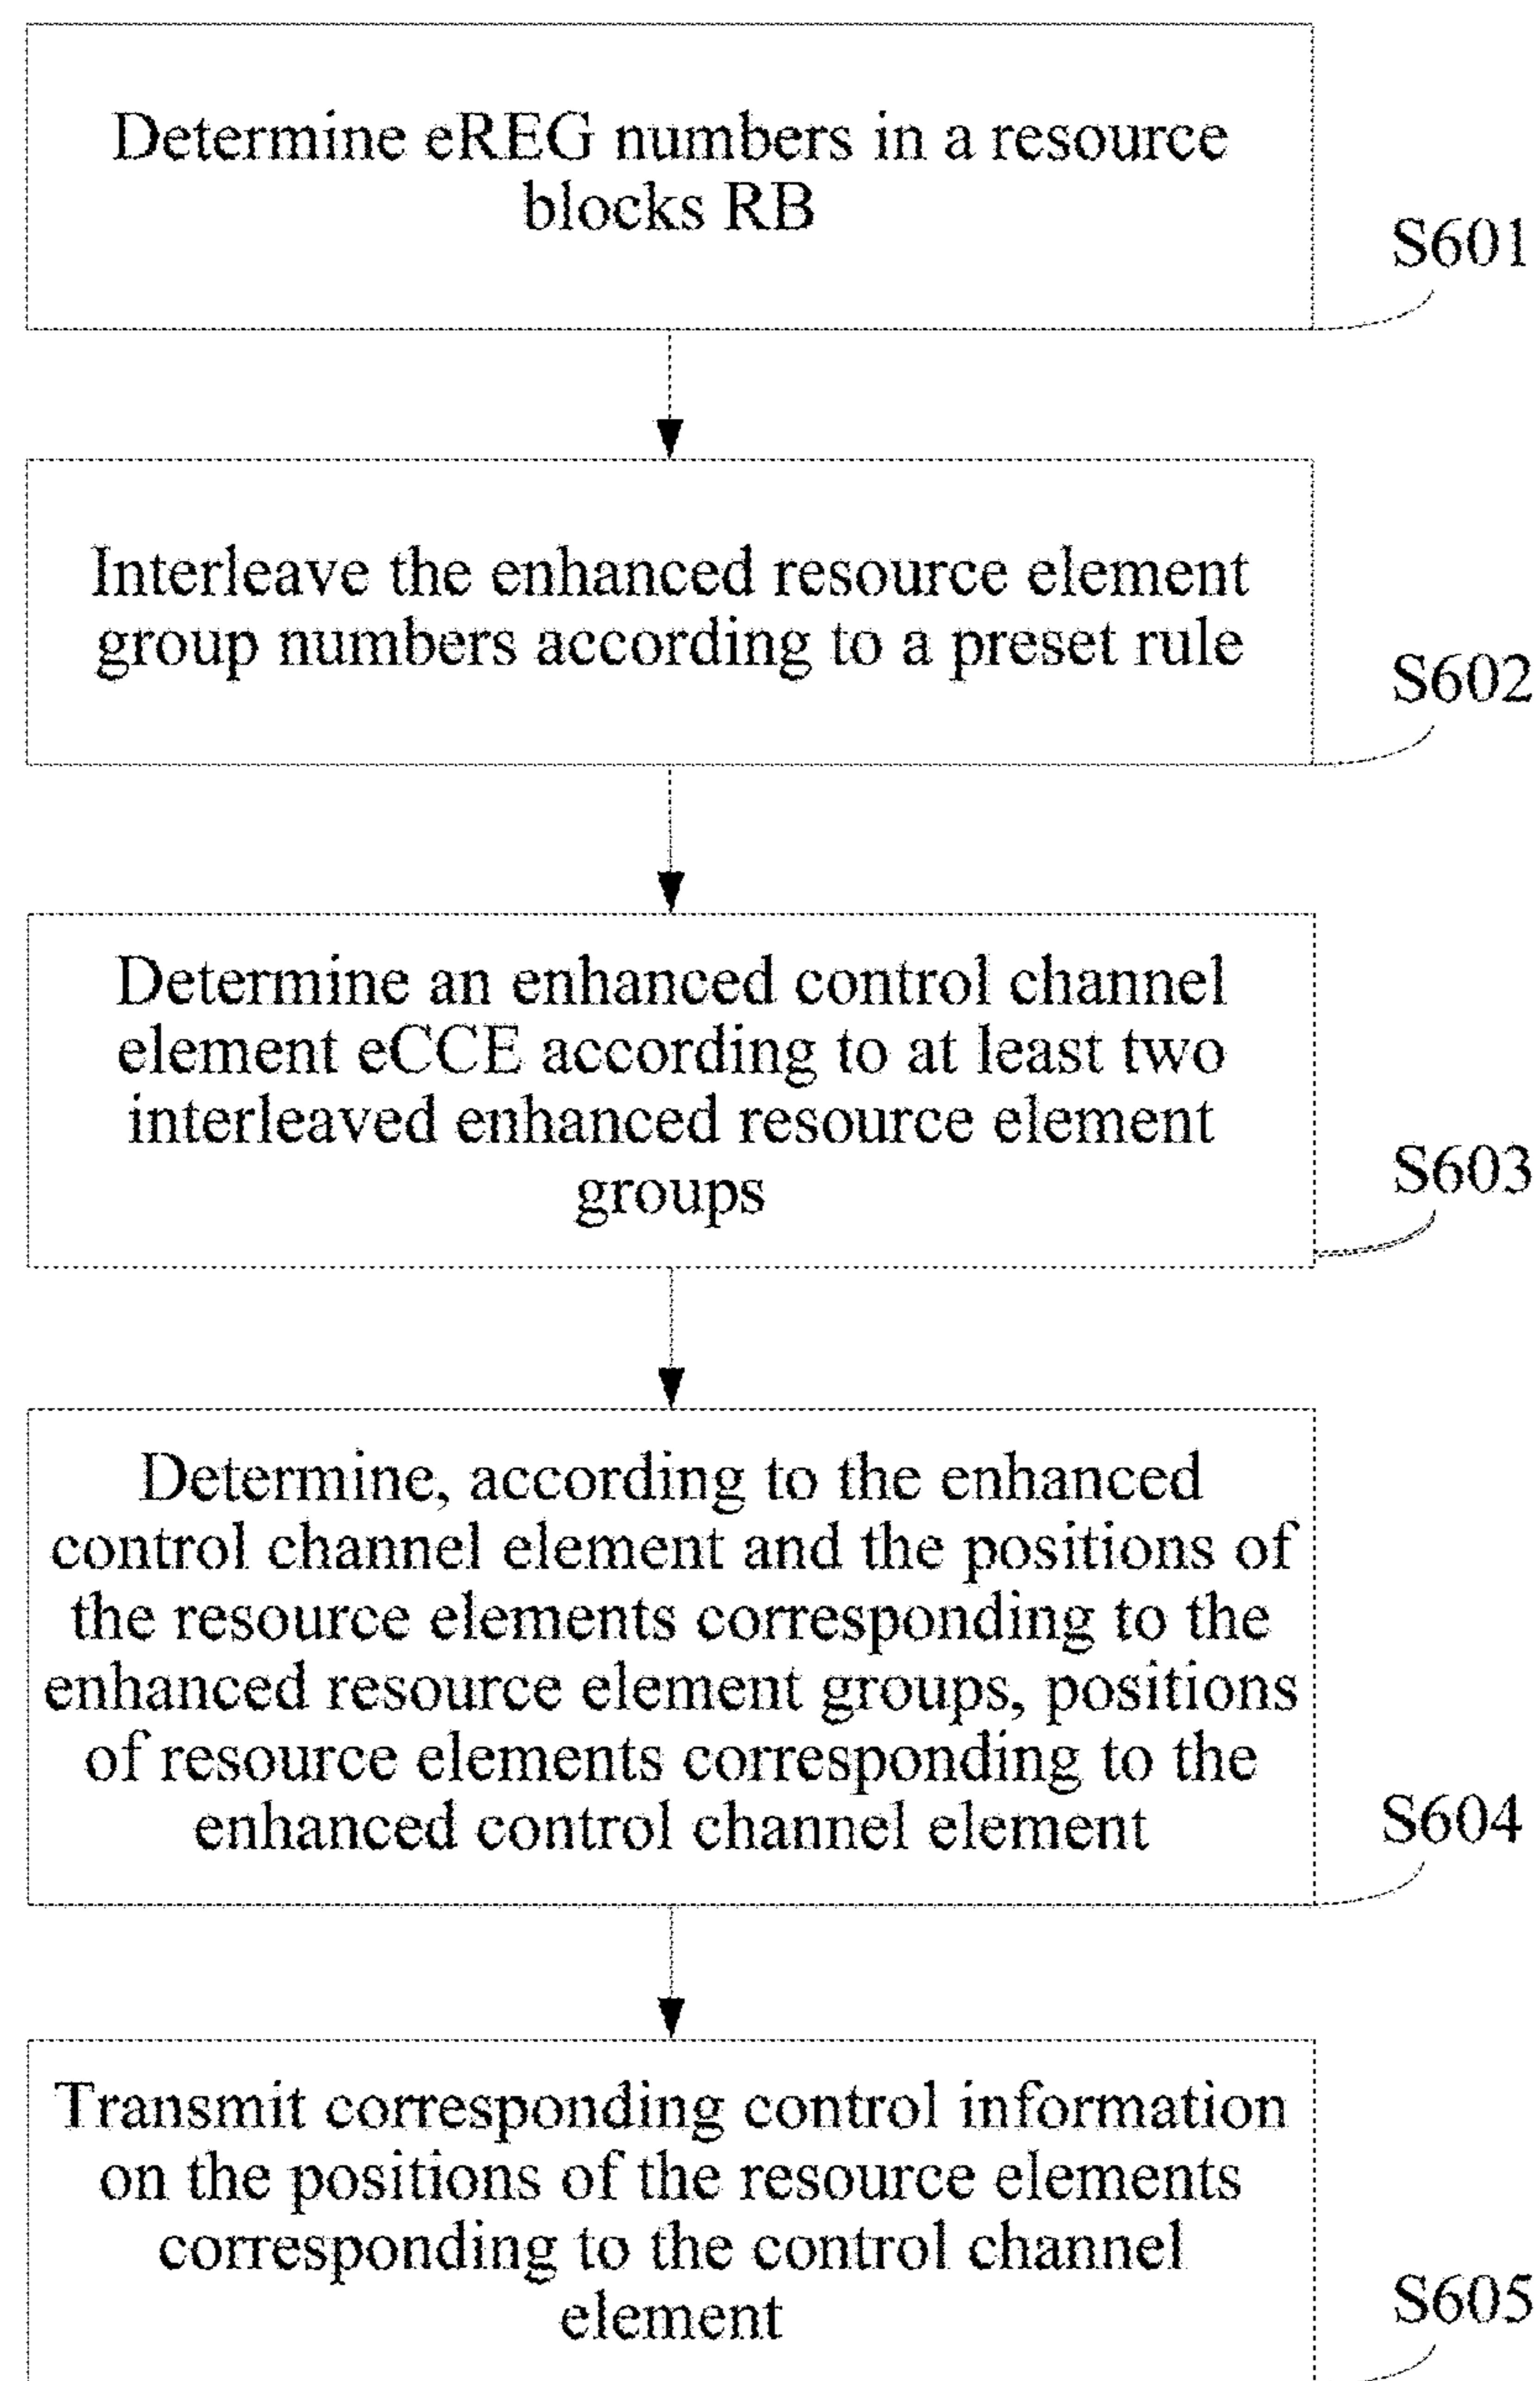 Determine eREG numbers in a resource
blocks RB
S601
Interleave the enhanced resource element
group numbers according to a preset rule
S602
Determine an enhanced control channel
element eCCE according to at least two
interleaved enhanced resource element
groups
S603
Determine, according to the enhanced
control channel element and the positions of
the resource elements corresponding to the
enhanced resource element groups, positions
of resource elements corresponding to the
enhanced control channel element
S604
Transmit corresponding control information
on the positions of the resource elements
corresponding to the control channel
element
S605